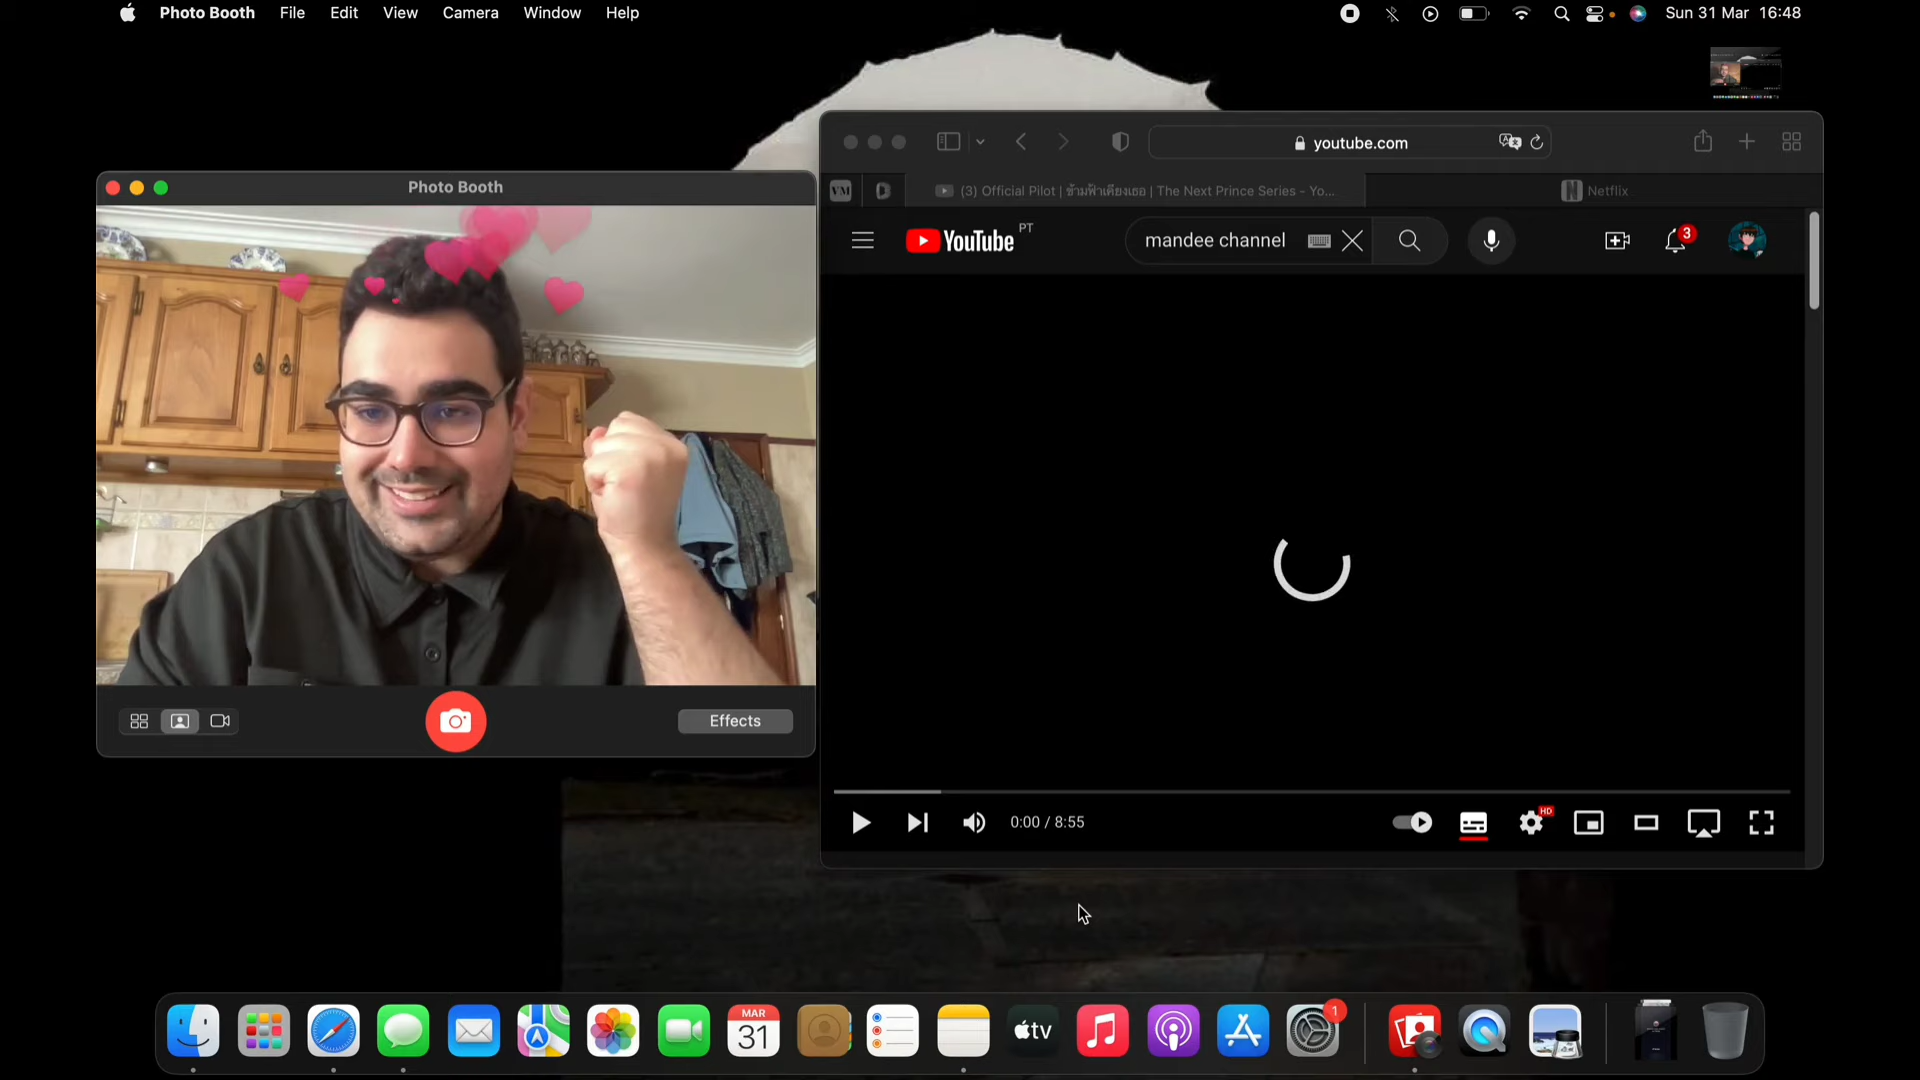 Photo Booth File Edit View Camera Window Help
Sun 31 Mar 16:48
Photo Booth
Effects
youtube.com
VM
(3) Official Pilot | ข้ามฟ้าเคียงเธอ | The Next Prince Series - Yo...
N Netflix
YouTube PT
mandee channel
3
0:00 / 8:55
HD
MAR
31
tv
1